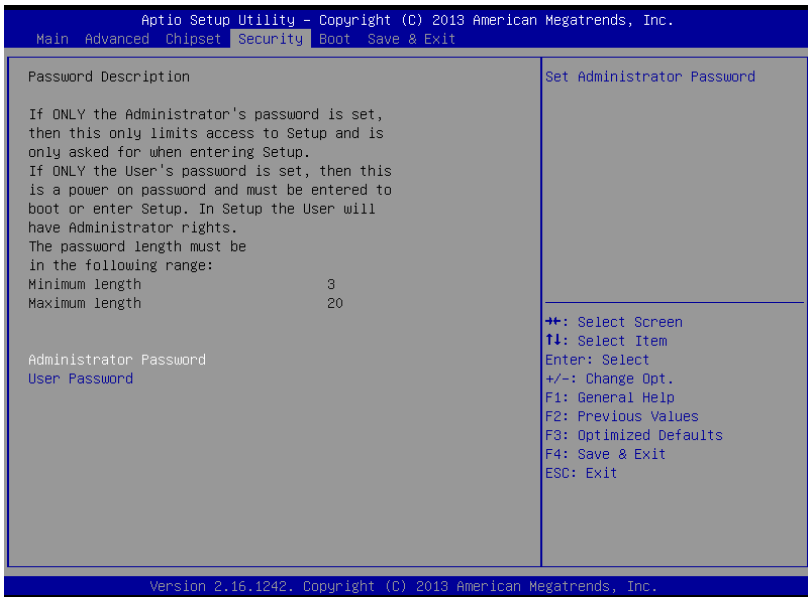 Aptio Setup Utility – Copyright (C) 2013 American Megatrends, Inc.
Main Advanced Chipset Security Boot Save & Exit
Password Description
If ONLY the Administrator's password is set,
then this only limits access to Setup and is
only asked for when entering Setup.
If ONLY the User's password is set, then this
is a power on password and must be entered to
boot or enter Setup. In Setup the User will
have Administrator rights.
The password length must be
in the following range:
Minimum length 3
Maximum length 20
Administrator Password
User Password
Set Administrator Password
→←: Select Screen
↑↓: Select Item
Enter: Select
+/-: Change Opt.
F1: General Help
F2: Previous Values
F3: Optimized Defaults
F4: Save & Exit
ESC: Exit
Version 2.16.1242. Copyright (C) 2013 American Megatrends, Inc.